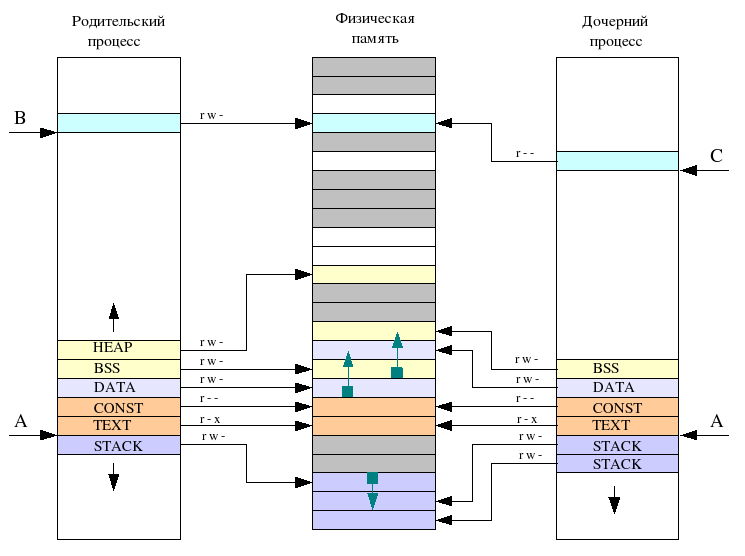 Родительский
процесс
Физическая
память
Дочерний
процесс
B
r w -
r - -
C
HEAP
r w -
BSS
r w -
r w -
BSS
DATA
r w -
r w -
DATA
CONST
r - -
r - -
CONST
A
TEXT
r - x
r - x
TEXT
A
STACK
r w -
r w -
STACK
r w -
STACK